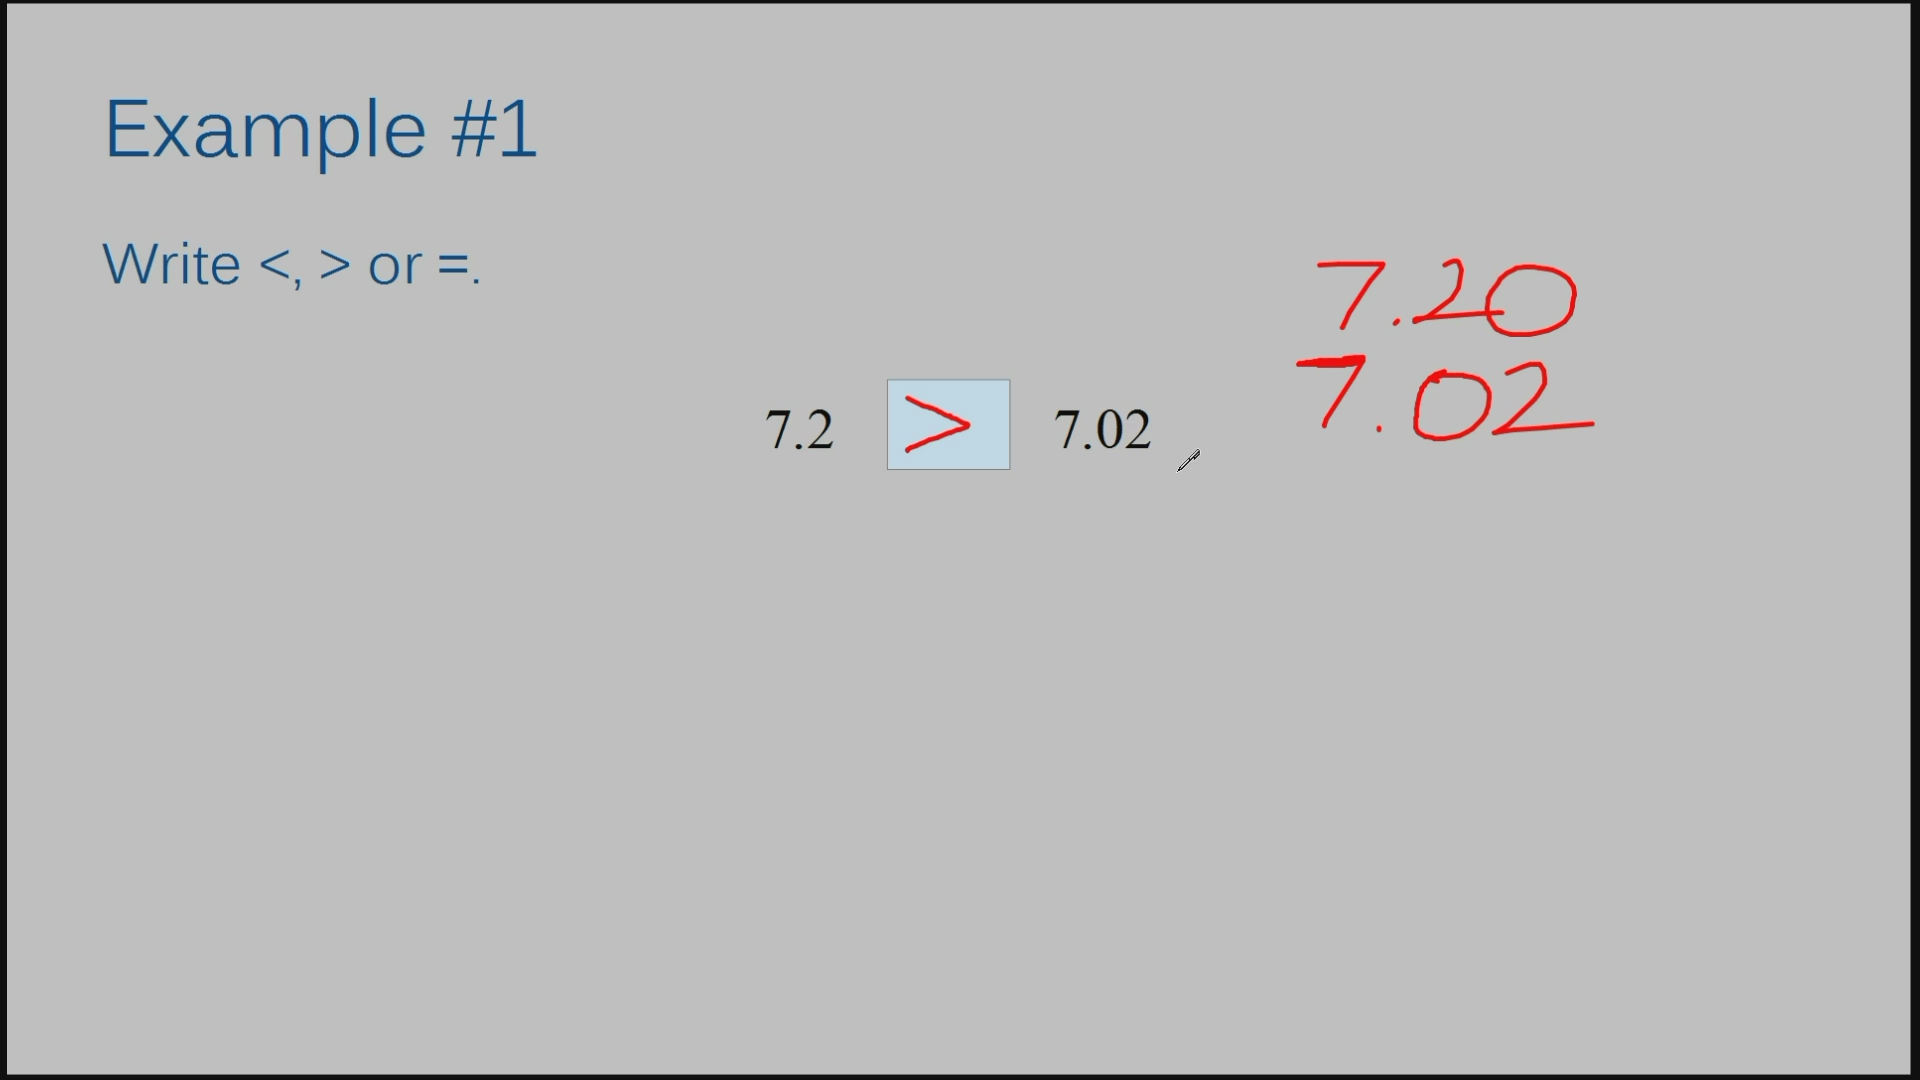 Example #1
Write <, > or =.
7.20
7.02
7.2 > 7.02